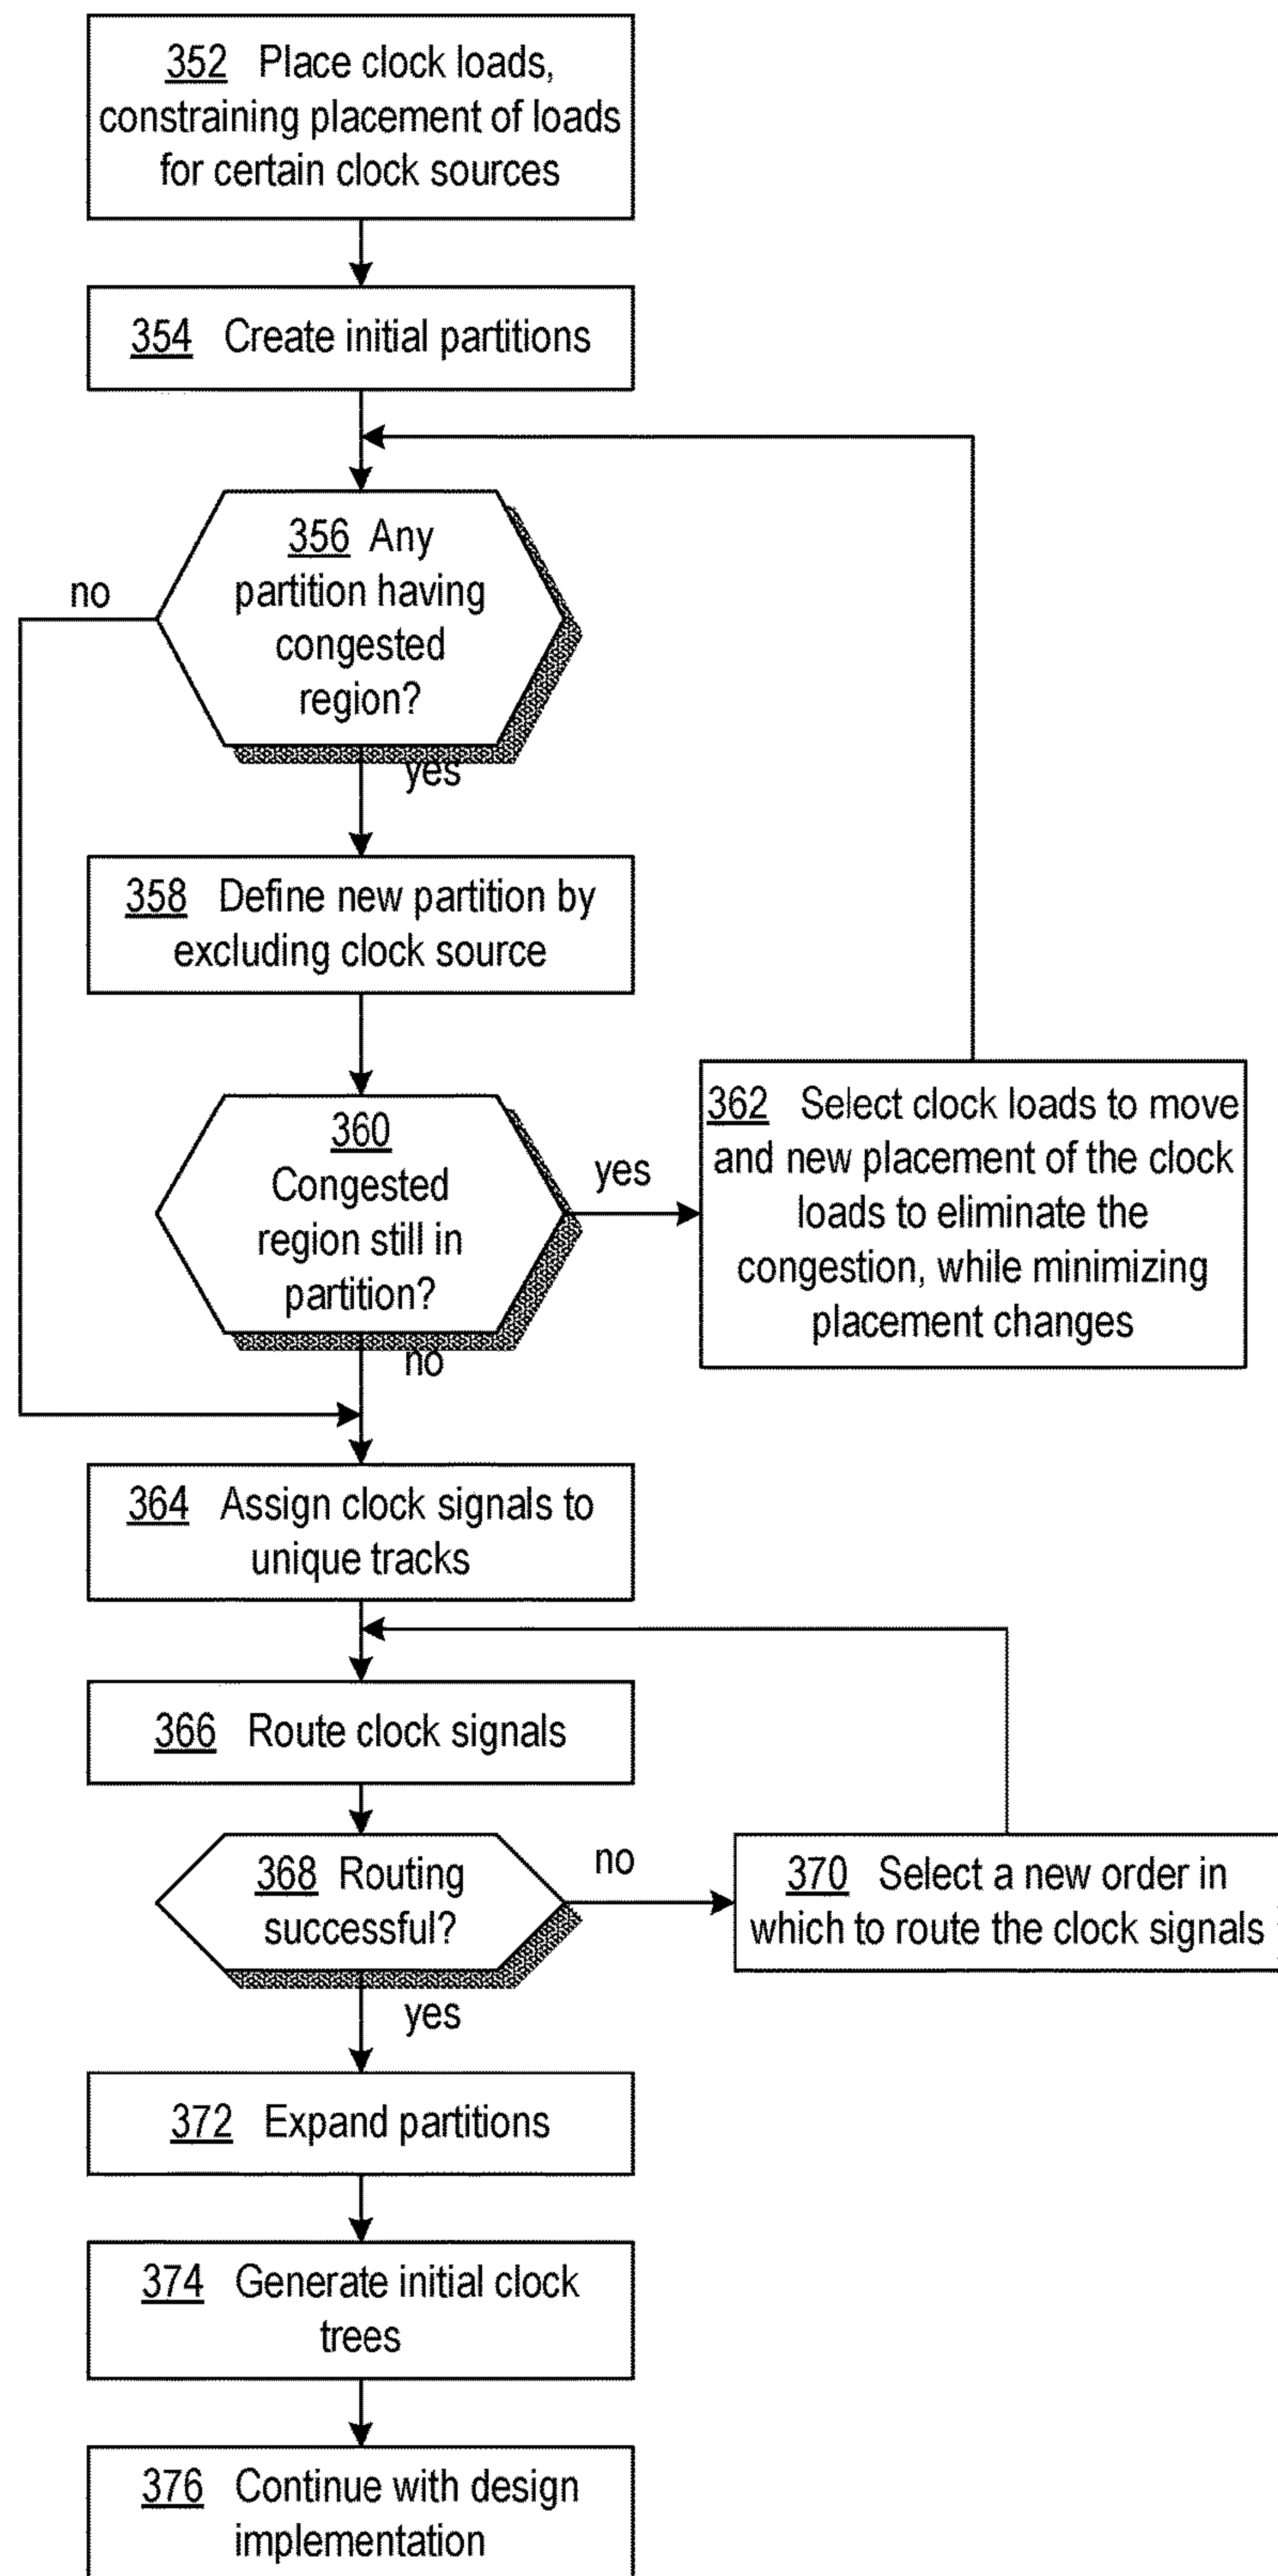 352 Place clock loads,
constraining placement of loads
for certain clock sources
354 Create initial partitions
356 Any
partition having
congested
region?
no
yes
358 Define new partition by
excluding clock source
360
Congested
region still in
partition?
yes
no
362 Select clock loads to move
and new placement of the clock
loads to eliminate the
congestion, while minimizing
placement changes
364 Assign clock signals to
unique tracks
366 Route clock signals
368 Routing
successful?
no
yes
370 Select a new order in
which to route the clock signals
372 Expand partitions
374 Generate initial clock
trees
376 Continue with design
implementation